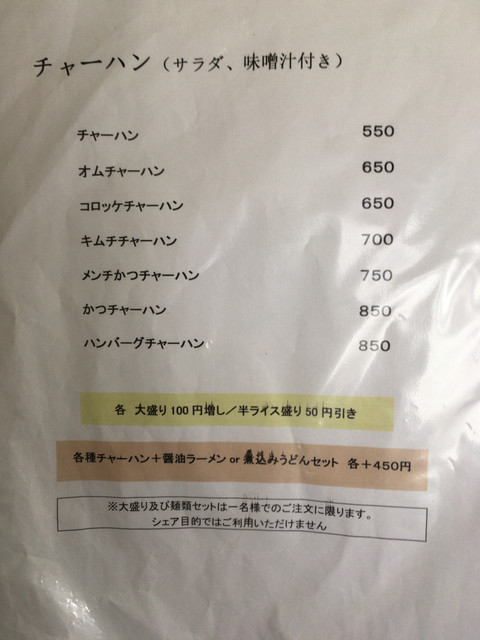 チャーハン（サラダ、味噌汁付き）
チャーハン 550
オムチャーハン 650
コロッケチャーハン 650
キムチチャーハン 700
メンチかつチャーハン 750
かつチャーハン 850
ハンバーグチャーハン 850
各 大盛り100円増し／半ライス盛り50円引き
各種チャーハン＋醤油ラーメン or 煮込みうどんセット 各＋450円
※大盛り及び麺類セットは一名様でのご注文に限ります。
シェア目的ではご利用いただけません